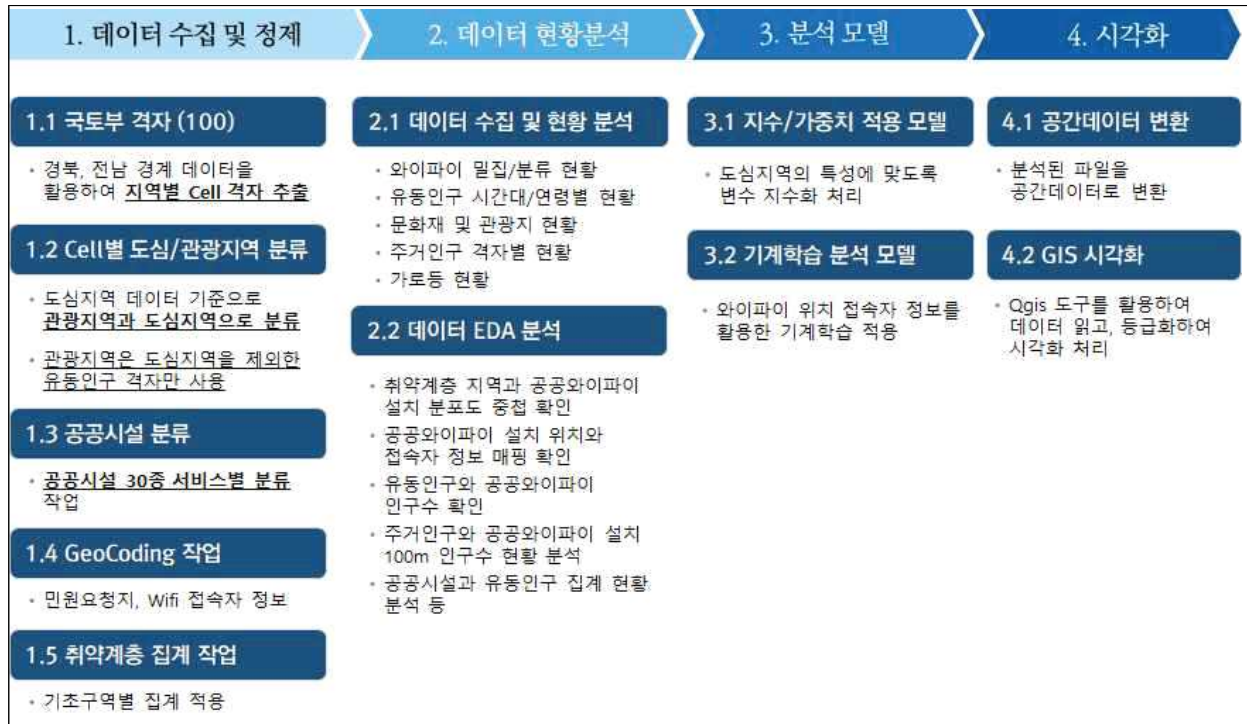 1. 데이터 수집 및 정제
2. 데이터 현황분석
3. 분석 모델
4. 시각화
1.1 국토부 격자 (100)
• 경북, 전남 경계 데이터을
활용하여 지역별 Cell 격자 추출
1.2 Cell별 도심/관광지역 분류
• 도심지역 데이터 기준으로
관광지역과 도심지역으로 분류
• 관광지역은 도심지역을 제외한
유동인구 격자만 사용
1.3 공공시설 분류
• 공공시설 30종 서비스별 분류
작업
1.4 GeoCoding 작업
• 민원요청지, Wifi 접속자 정보
1.5 취약계층 집계 작업
• 기초구역별 집계 적용
2.1 데이터 수집 및 현황 분석
• 와이파이 밀집/분류 현황
• 유동인구 시간대/연령별 현황
• 문화재 및 관광지 현황
• 주거인구 격자별 현황
• 가로등 현황
2.2 데이터 EDA 분석
• 취약계층 지역과 공공와이파이
설치 분포도 중첩 확인
• 공공와이파이 설치 위치와
접속자 정보 매핑 확인
• 유동인구와 공공와이파이
인구수 확인
• 주거인구와 공공와이파이 설치
100m 인구수 현황 분석
• 공공시설과 유동인구 집계 현황
분석 등
3.1 지수/가중치 적용 모델
• 도심지역의 특성에 맞도록
변수 지수화 처리
3.2 기계학습 분석 모델
• 와이파이 위치 접속자 정보를
활용한 기계학습 적용
4.1 공간데이터 변환
• 분석된 파일을
공간데이터로 변환
4.2 GIS 시각화
• Qgis 도구를 활용하여
데이터 읽고, 등급화하여
시각화 처리